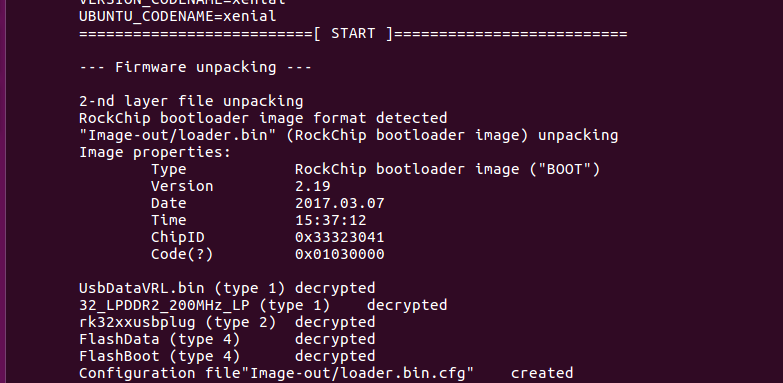 VERSION_CODENAME=xenial
UBUNTU_CODENAME=xenial
==========================[ START ]==========================
--- Firmware unpacking ---
2-nd layer file unpacking
RockChip bootloader image format detected
"Image-out/loader.bin" (RockChip bootloader image) unpacking
Image properties:
Type RockChip bootloader image ("BOOT")
Version 2.19
Date 2017.03.07
Time 15:37:12
ChipID 0x33323041
Code(?) 0x01030000
UsbDataVRL.bin (type 1) decrypted
32_LPDDR2_200MHz_LP (type 1) decrypted
rk32xxusbplug (type 2) decrypted
FlashData (type 4) decrypted
FlashBoot (type 4) decrypted
Configuration file"Image-out/loader.bin.cfg" created